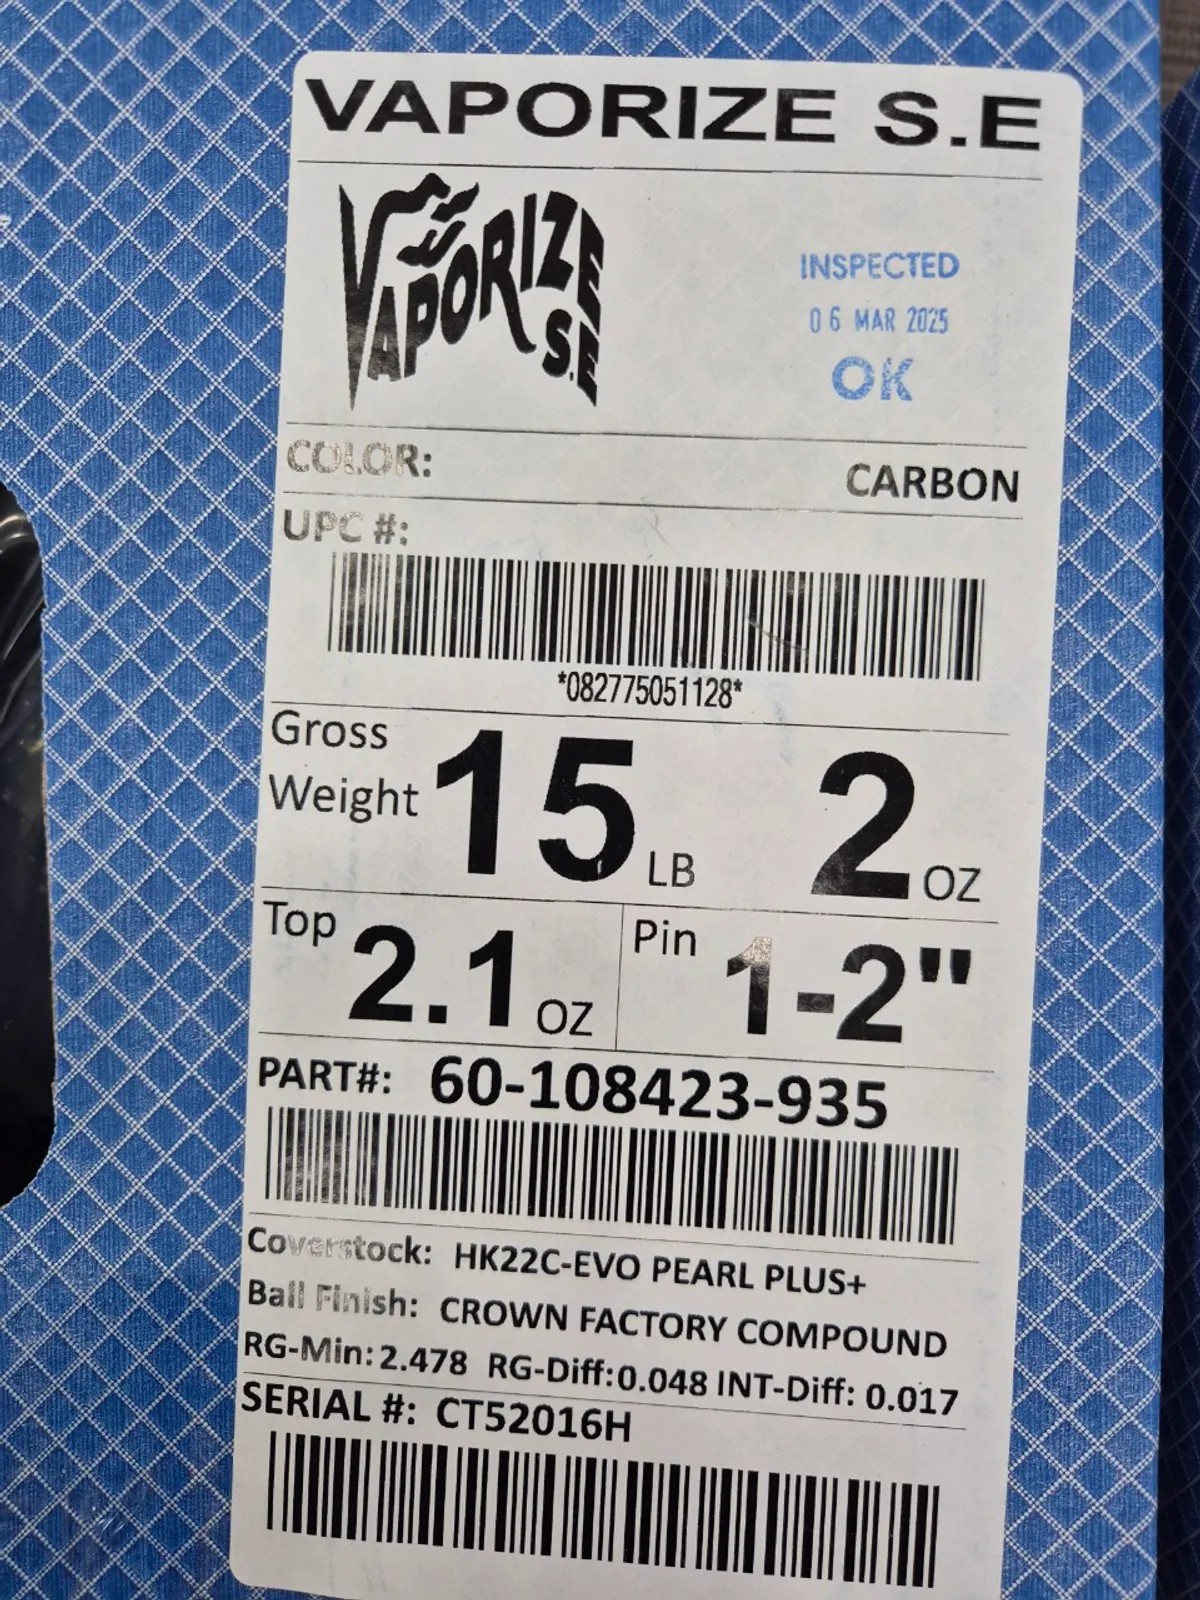 VAPORIZE S.E
VAPORIZE
S.E
INSPECTED
06 MAR 2025
OK
COLOR: CARBON
UPC #:
*082775051128*
Gross Weight 15 LB 2 OZ
Top 2.1 OZ Pin 1-2"
PART#: 60-108423-935
Coverstock: HK22C-EVO PEARL PLUS+
Ball Finish: CROWN FACTORY COMPOUND
RG-Min: 2.478 RG-Diff: 0.048 INT-Diff: 0.017
SERIAL #: CT52016H